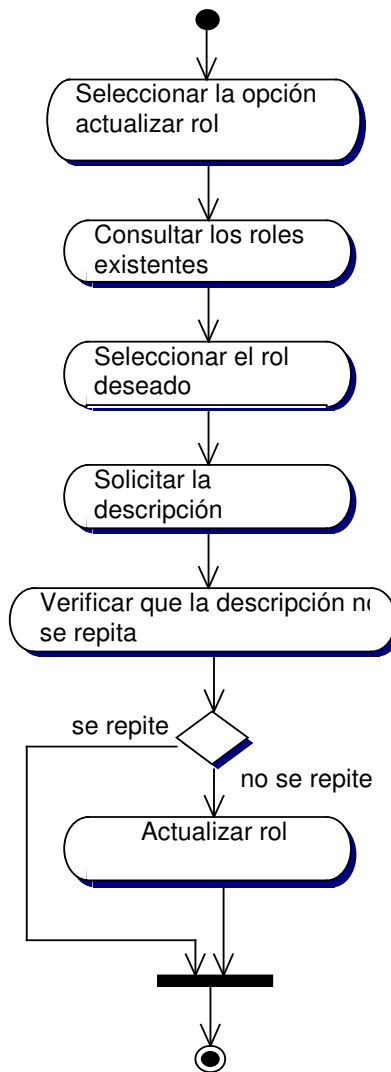 Seleccionar la opción
actualizar rol
Consultar los roles
existentes
Seleccionar el rol
deseado
Solicitar la
descripción
Verificar que la descripción no
se repita
se repite
no se repite
Actualizar rol